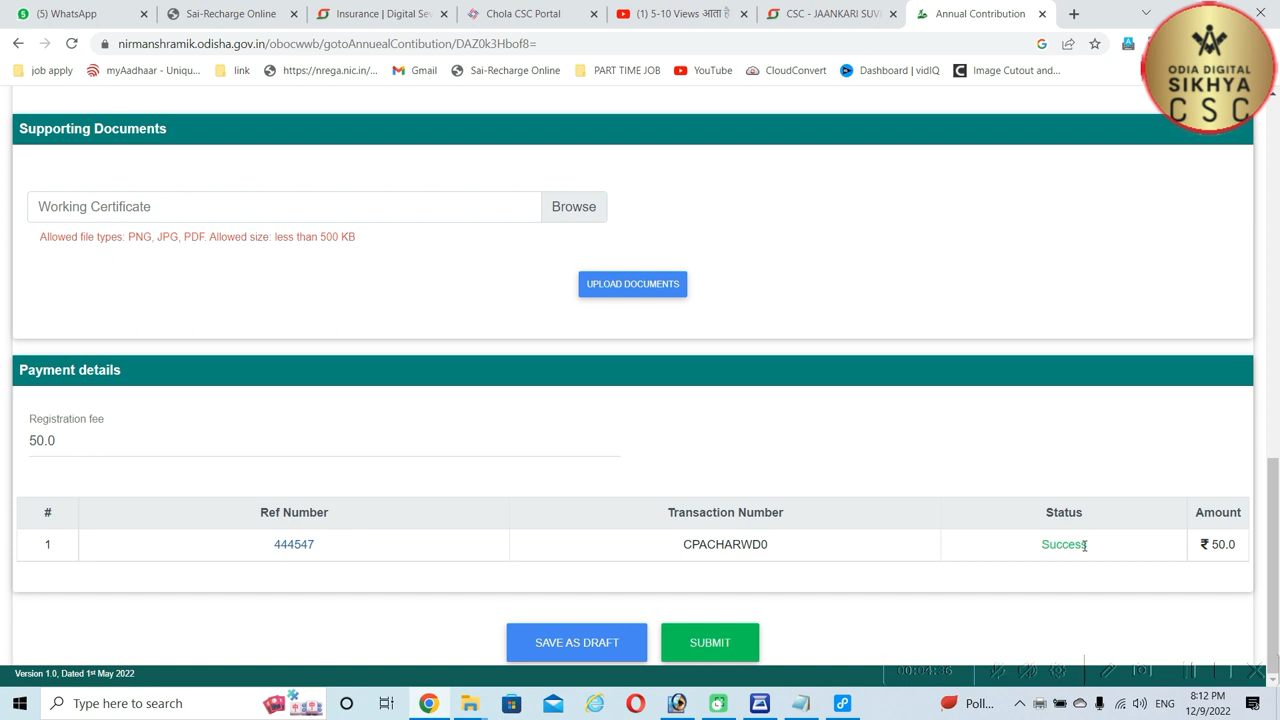 (5) WhatsApp
Sai-Recharge Online
Insurance | Digital Se
Chola CSC Portal
(1) 5-10 Views आता है
CSC - JAANKARI SUV
Annual Contribution
nirmanshramik.odisha.gov.in/obocwwb/gotoAnnuealContintion/DAZ0k3Hbof8=
job apply
myAadhaar - Uniqu...
link
https://nrega.nic.in/...
Gmail
Sai-Recharge Online
PART TIME JOB
YouTube
CloudConvert
Dashboard | vidIQ
Image Cutout and...
ODIA DIGITAL
SIKHYA
CSC
Supporting Documents
Working Certificate
Browse
Allowed file types: PNG, JPG, PDF. Allowed size: less than 500 KB
UPLOAD DOCUMENTS
Payment details
Registration fee
50.0
# Ref Number Transaction Number Status Amount
1 444547 CPACHARWD0 Success ₹ 50.0
SAVE AS DRAFT
SUBMIT
Version 1.0, Dated 1st May 2022
00:04:36
Type here to search
Poll...
ENG
8:12 PM
12/9/2022